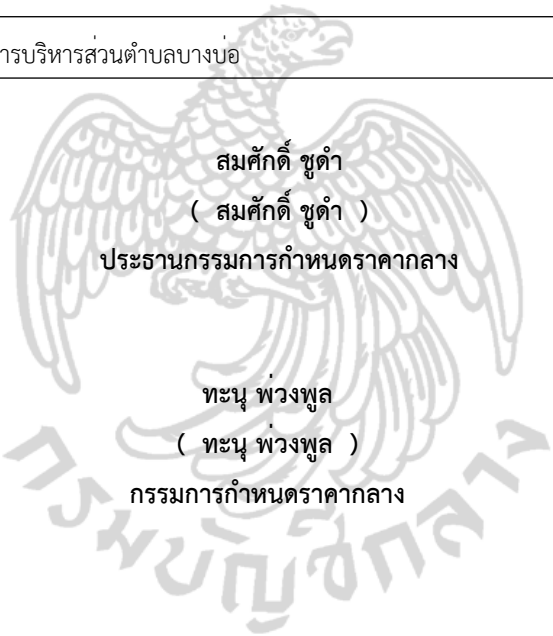 ารบริหารส่วนตำบลบางบ่อ
สมศักดิ์ ชูดำ
( สมศักดิ์ ชูดำ )
ประธานกรรมการกำหนดราคากลาง
ทะนุ พ่วงพูล
( ทะนุ พ่วงพูล )
กรรมการกำหนดราคากลาง
กรมบัญชีกลาง